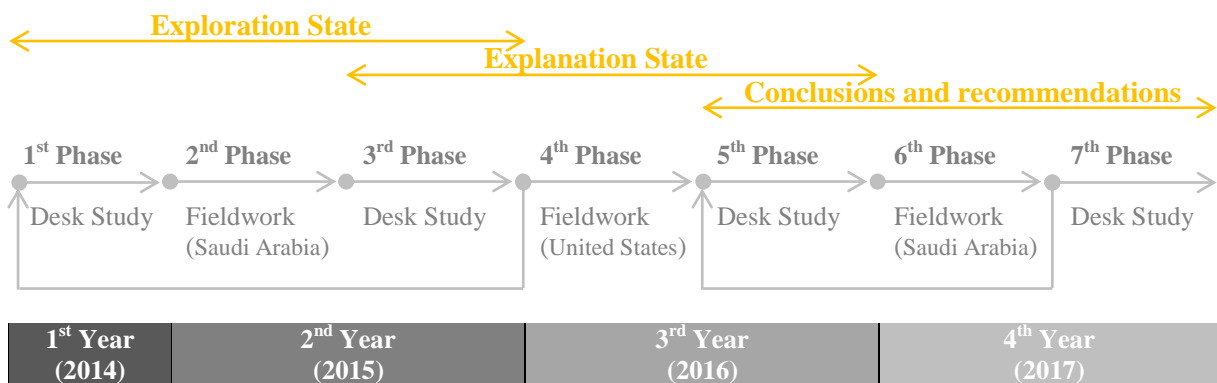 Exploration State
Explanation State
Conclusions and recommendations
1st Phase
2nd Phase
3rd Phase
4th Phase
5th Phase
6th Phase
7th Phase
Desk Study
Fieldwork
(Saudi Arabia)
Desk Study
Fieldwork
(United States)
Desk Study
Fieldwork
(Saudi Arabia)
Desk Study
1st Year
(2014)
2nd Year
(2015)
3rd Year
(2016)
4th Year
(2017)